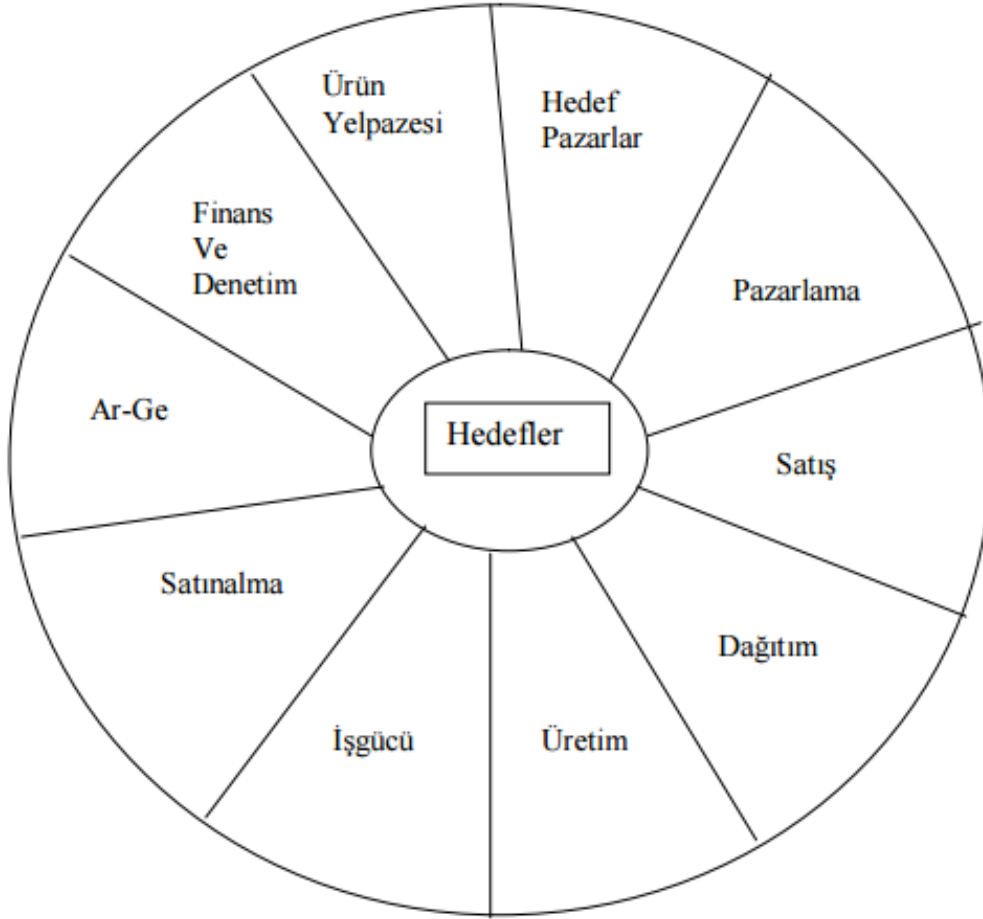 Ürün
Yelpazesi
Hedef
Pazarlar
Finans
Ve
Denetim
Pazarlama
Ar-Ge
Hedefler
Satış
Satınalma
Dağıtım
İşgücü
Üretim